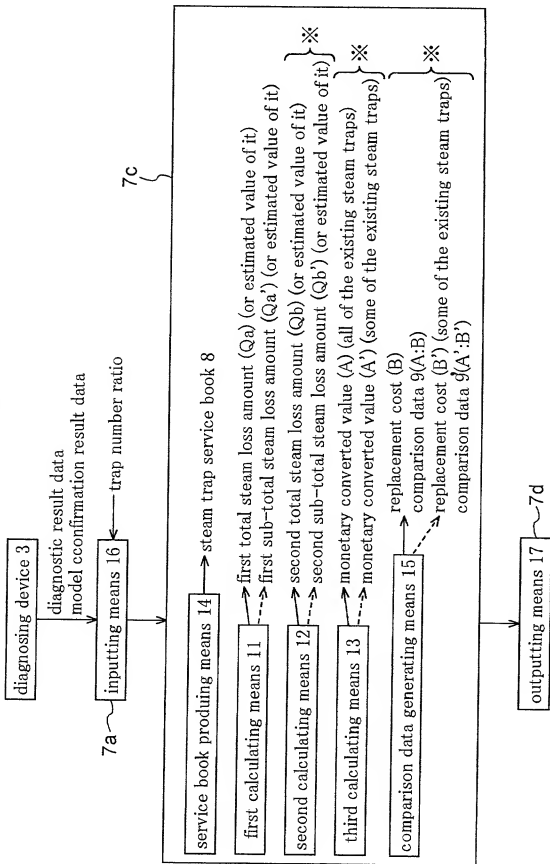 diagnosing device 3
diagnostic result data
model cconfirmation result data
7a
inputting means 16
trap number ratio
7c
service book produing means 14
steam trap service book 8
first calculating means 11
first total steam loss amount (Qa) (or estimated value of it)
first sub-total steam loss amount (Qa') (or estimated value of it)
second calculating means 12
second total steam loss amount (Qb) (or estimated value of it)
second sub-total steam loss amount (Qb') (or estimated value of it)
※
third calculating means 13
monetary converted value (A) (all of the existing steam traps)
monetary converted value (A') (some of the existing steam traps)
※
comparison data generating means 15
replacement cost (B)
comparison data 9(A:B)
replacement cost (B') (some of the existing steam traps)
comparison data 9'(A':B')
※
outputting means 17
7d